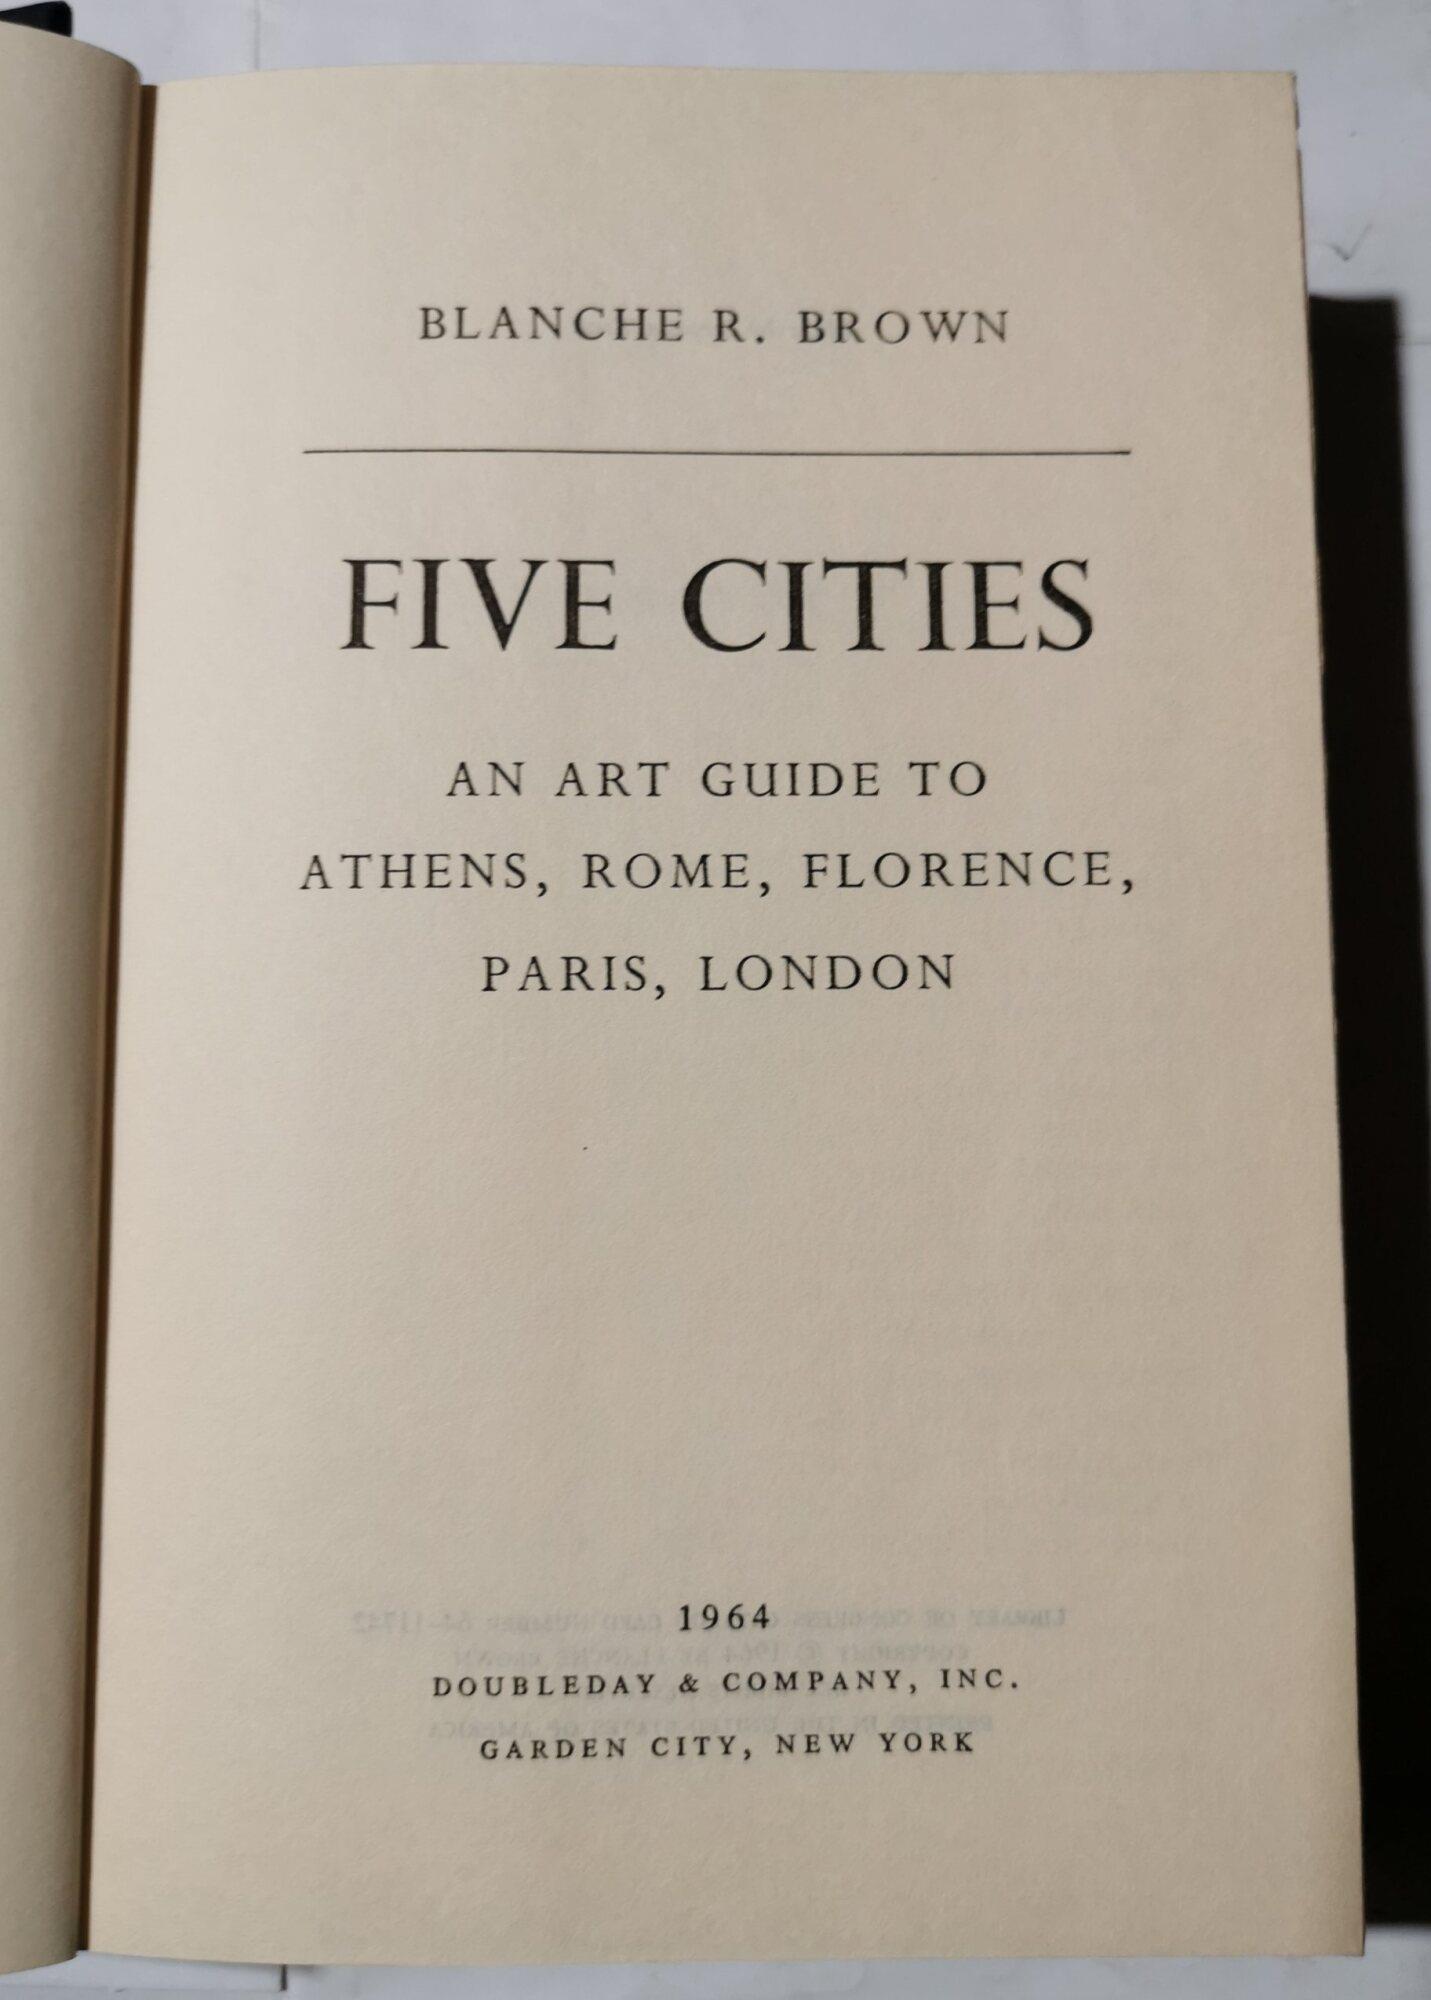 BLANCHE R. BROWN
FIVE CITIES
AN ART GUIDE TO
ATHENS, ROME, FLORENCE,
PARIS, LONDON
1964
DOUBLEDAY & COMPANY, INC.
GARDEN CITY, NEW YORK